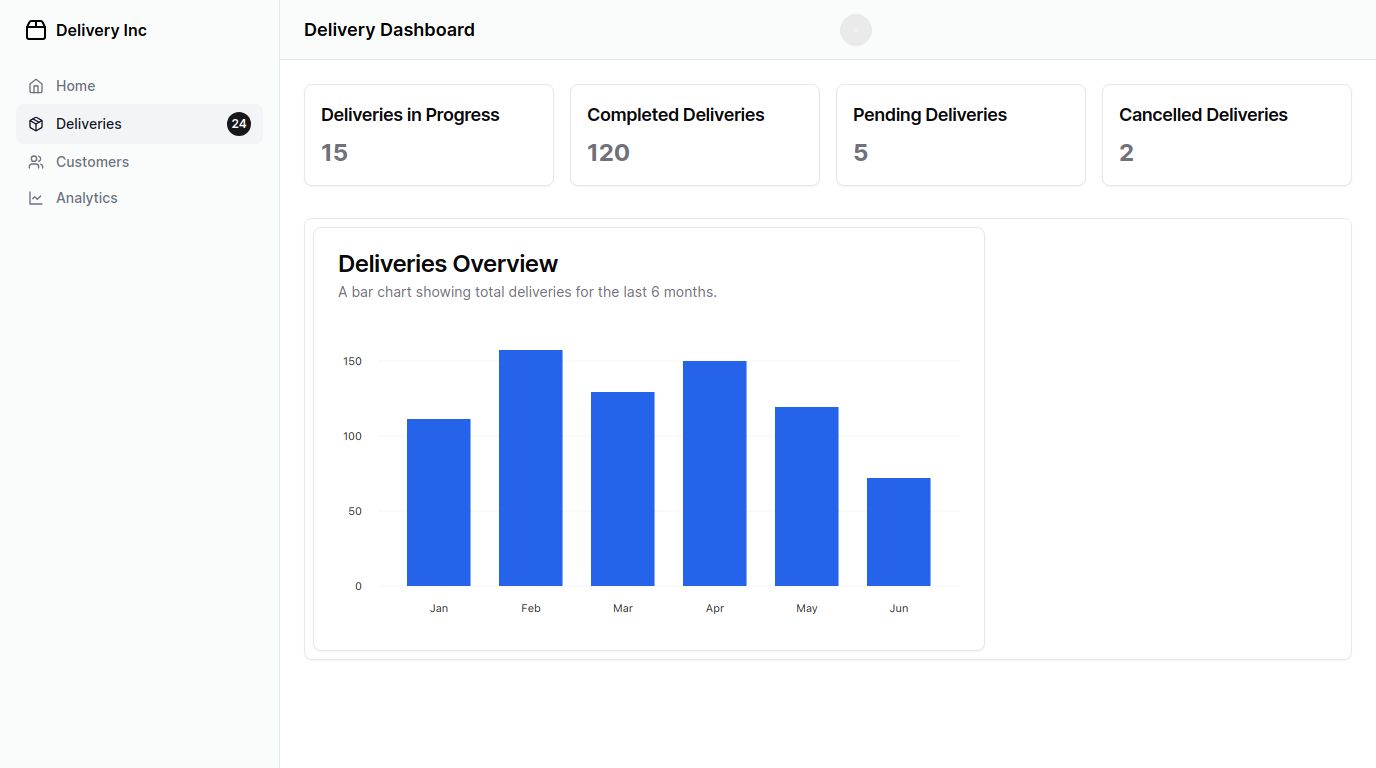 Delivery Inc
Home
Deliveries 24
Customers
Analytics
Delivery Dashboard
Deliveries in Progress
15
Completed Deliveries
120
Pending Deliveries
5
Cancelled Deliveries
2
Deliveries Overview
A bar chart showing total deliveries for the last 6 months.
150
100
50
0
Jan Feb Mar Apr May Jun